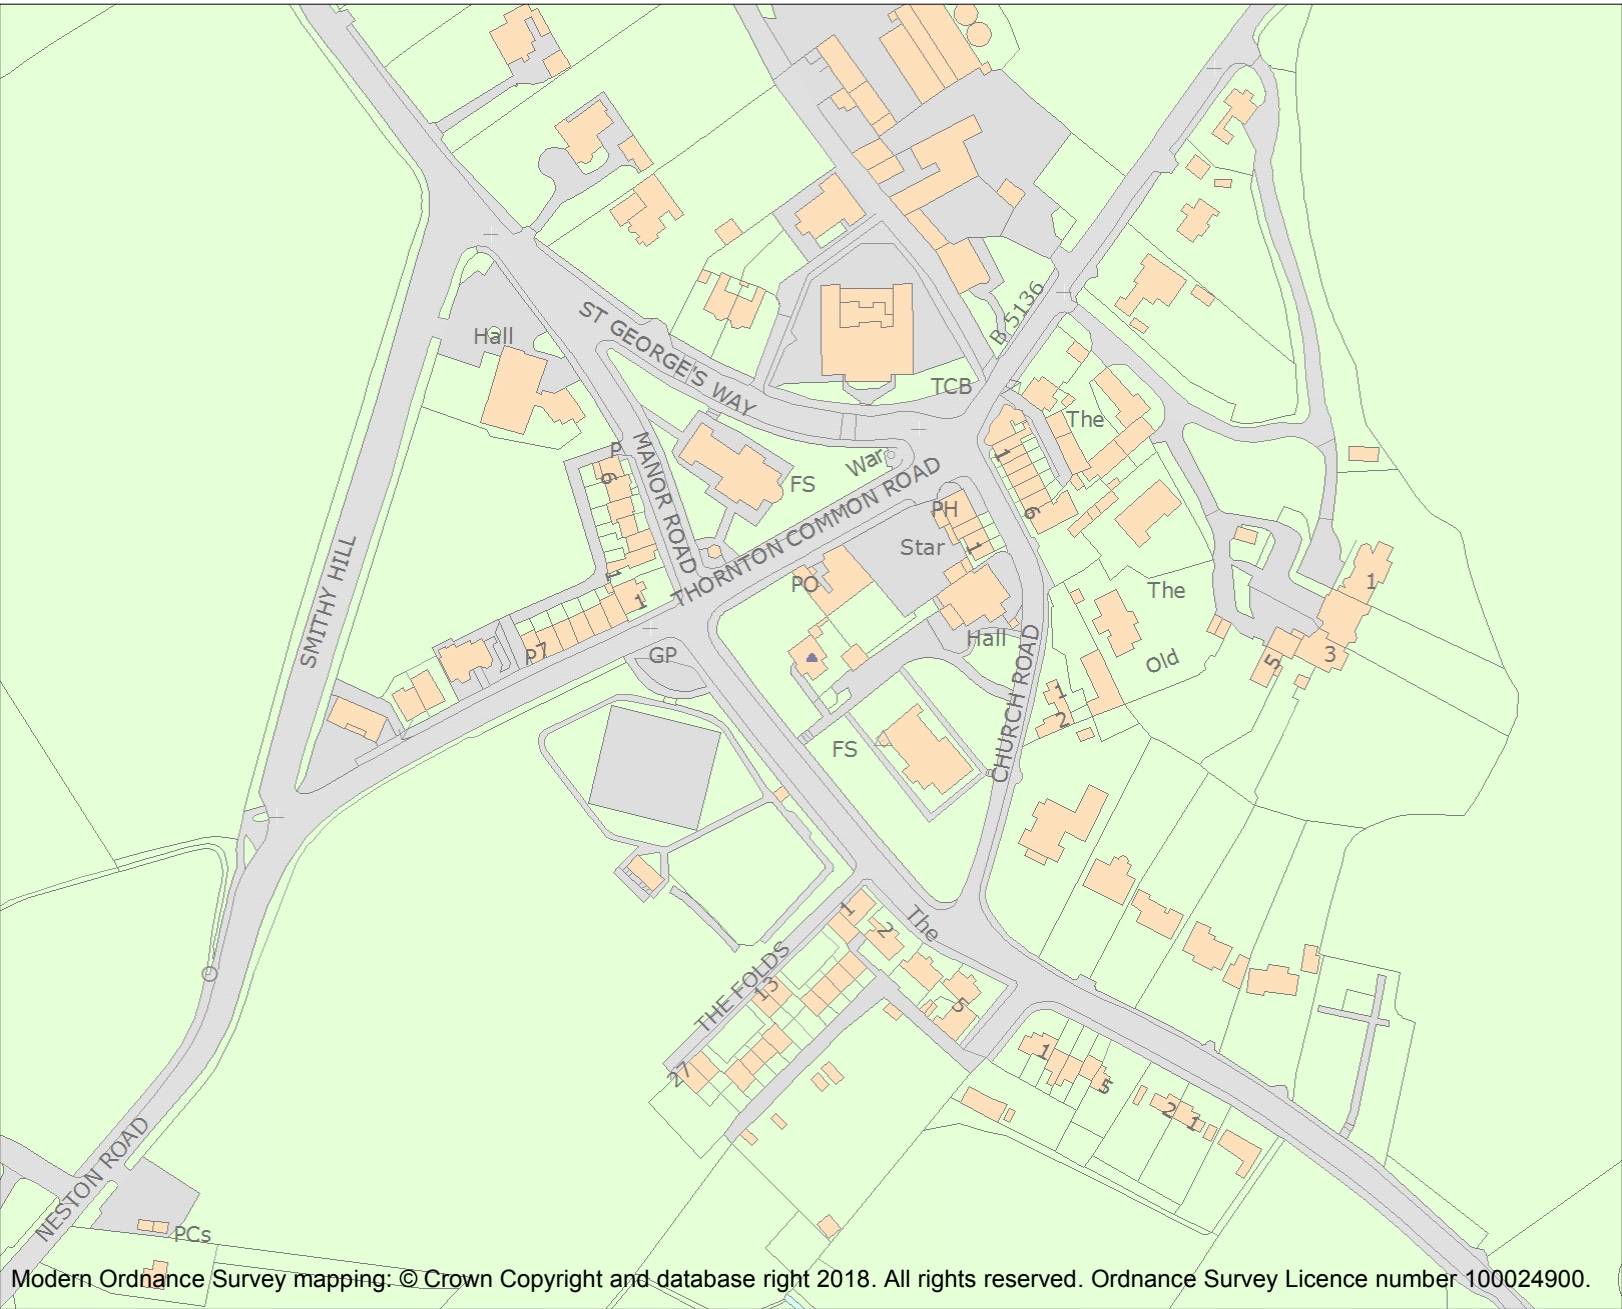 B 5136
ST GEORGE'S WAY
Hall
TCB
The
MANOR ROAD
P
6
1
War
FS
THORNTON COMMON ROAD
PH
1
6
Star
1
PO
1
P7
GP
SMITHY HILL
Hall
CHURCH ROAD
The
Old
1
5
3
1
2
FS
The
1
2
5
THE FOLDS
13
27
1
5
2
1
NESTON ROAD
PCs
Modern Ordnance Survey mapping: © Crown Copyright and database right 2018. All rights reserved. Ordnance Survey Licence number 100024900.